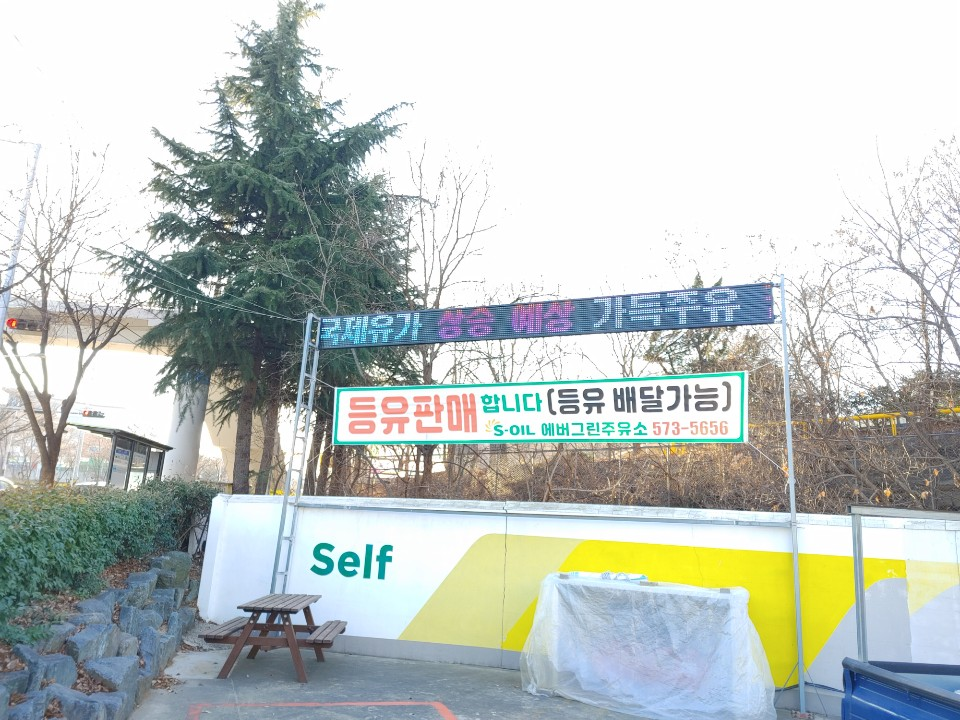 국제유가 상승 예상 가득주유
등유판매 합니다 (등유 배달가능)
S-OIL 에버그린주유소 573-5656
Self